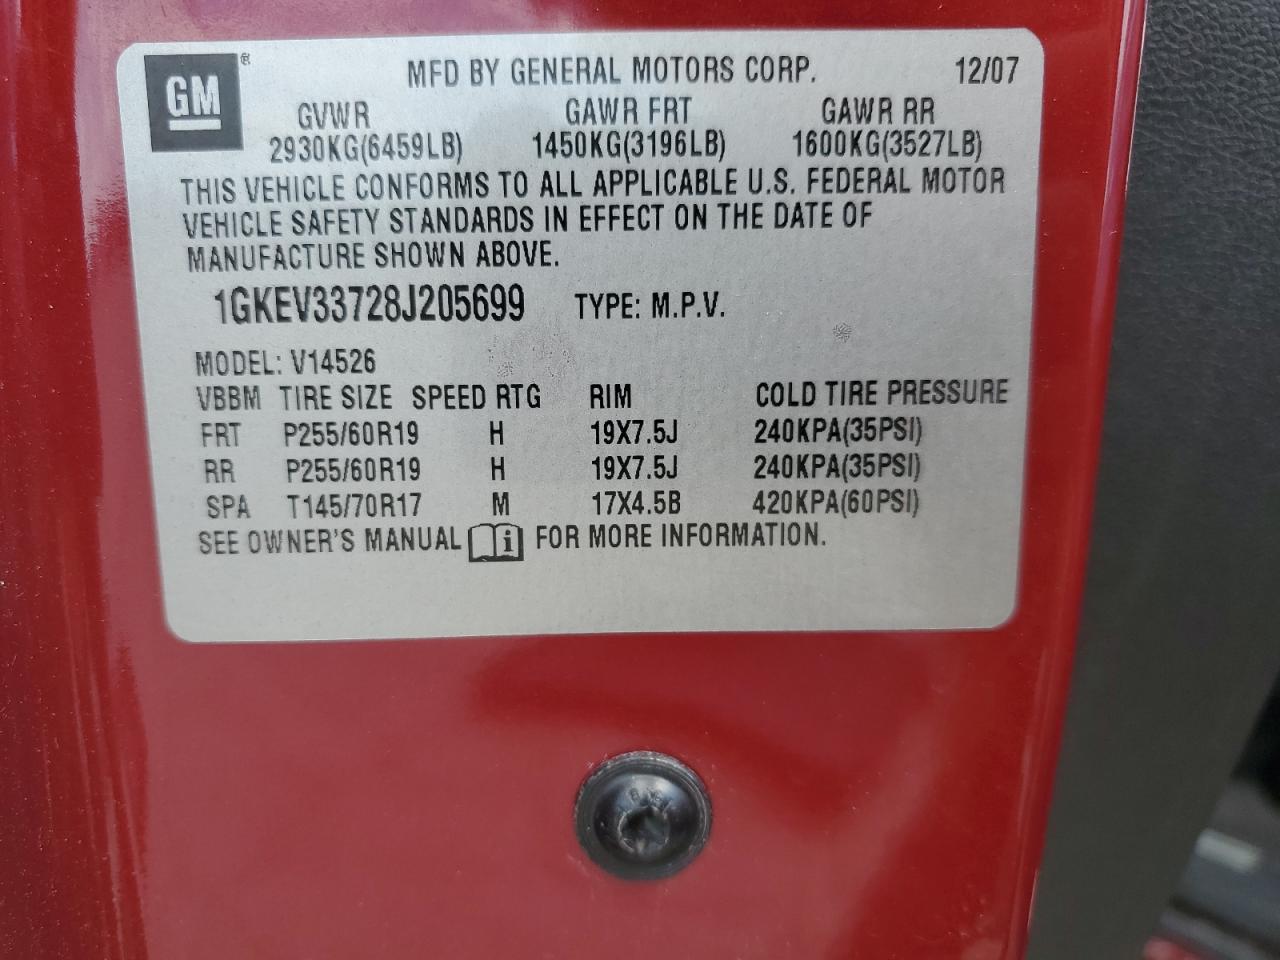 GM® MFD BY GENERAL MOTORS CORP. 12/07
GVWR GAWR FRT GAWR RR
2930KG(6459LB) 1450KG(3196LB) 1600KG(3527LB)
THIS VEHICLE CONFORMS TO ALL APPLICABLE U.S. FEDERAL MOTOR
VEHICLE SAFETY STANDARDS IN EFFECT ON THE DATE OF
MANUFACTURE SHOWN ABOVE.
1GKEV33728J205699 TYPE: M.P.V.
MODEL: V14526
VBBM TIRE SIZE SPEED RTG RIM COLD TIRE PRESSURE
FRT P255/60R19 H 19X7.5J 240KPA(35PSI)
RR P255/60R19 H 19X7.5J 240KPA(35PSI)
SPA T145/70R17 M 17X4.5B 420KPA(60PSI)
SEE OWNER'S MANUAL i FOR MORE INFORMATION.